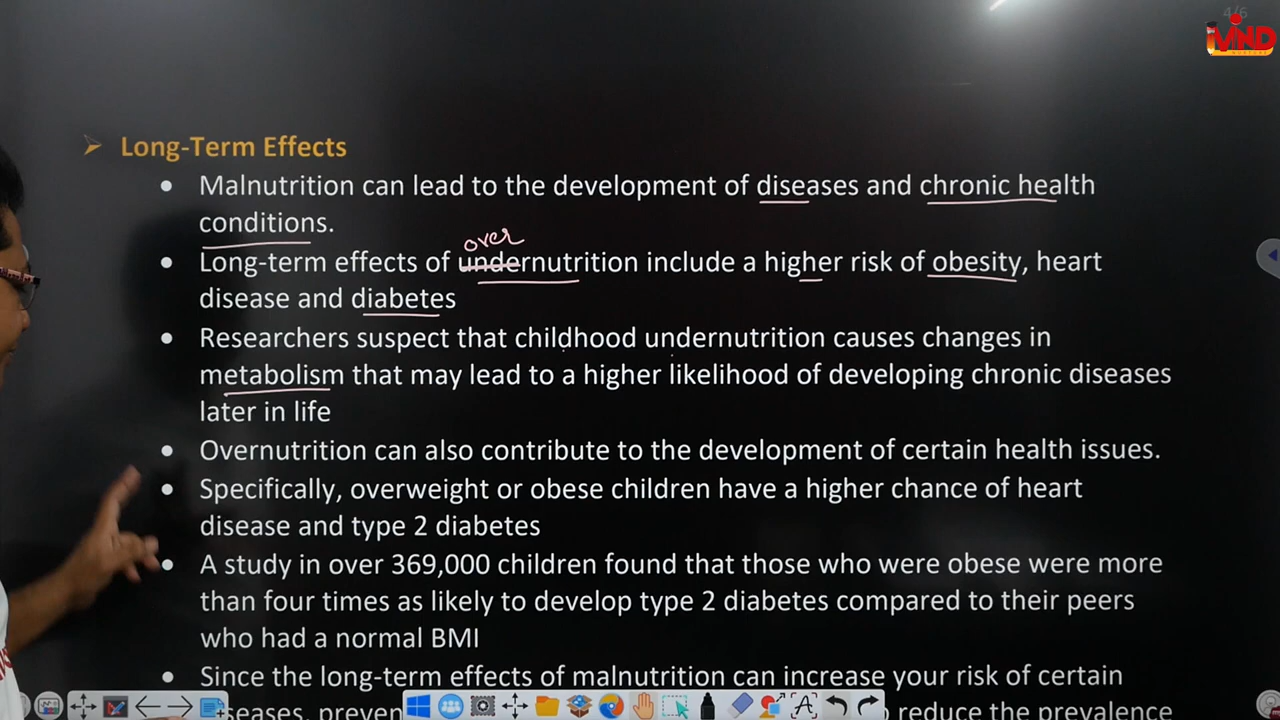 4/6
iVIND
Long-Term Effects
Malnutrition can lead to the development of diseases and chronic health
conditions.
over
Long-term effects of undernutrition include a higher risk of obesity, heart
disease and diabetes
Researchers suspect that childhood undernutrition causes changes in
metabolism that may lead to a higher likelihood of developing chronic diseases
later in life
Overnutrition can also contribute to the development of certain health issues.
Specifically, overweight or obese children have a higher chance of heart
disease and type 2 diabetes
A study in over 369,000 children found that those who were obese were more
than four times as likely to develop type 2 diabetes compared to their peers
who had a normal BMI
Since the long-term effects of malnutrition can increase your risk of certain
seases, preven reduce the prevalence